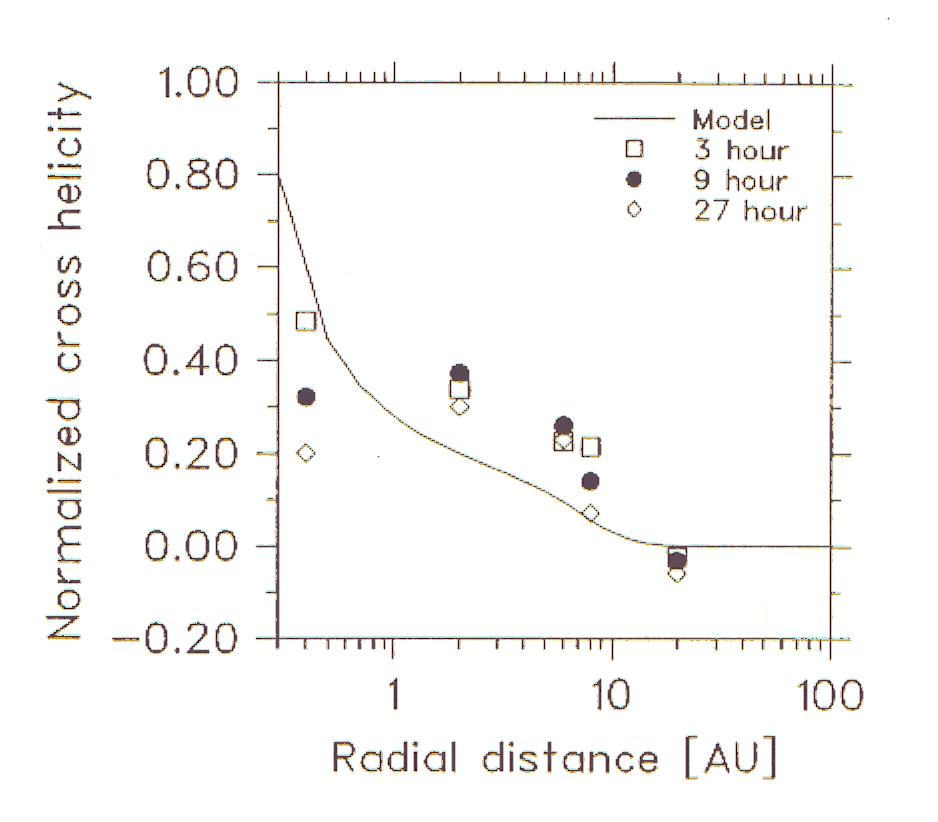 Normalized cross helicity
1.00
0.80
0.60
0.40
0.20
0.00
−0.20
Model
3 hour
9 hour
27 hour
1
10
100
Radial distance [AU]